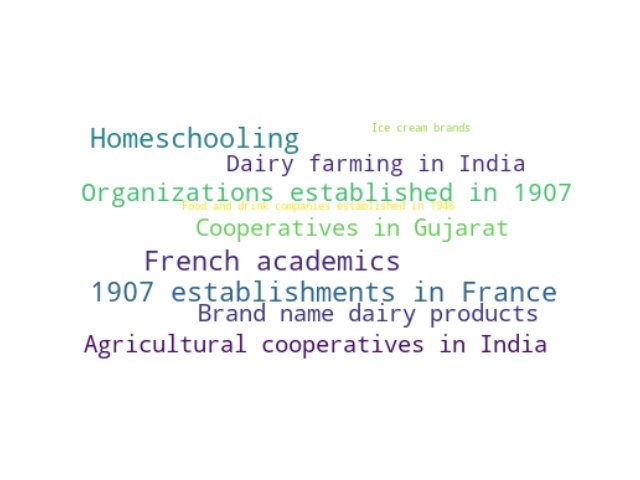 Ice cream brands
Homeschooling
Dairy farming in India
Organizations established in 1907
Food and drink companies established in 1946
Cooperatives in Gujarat
French academics
1907 establishments in France
Brand name dairy products
Agricultural cooperatives in India